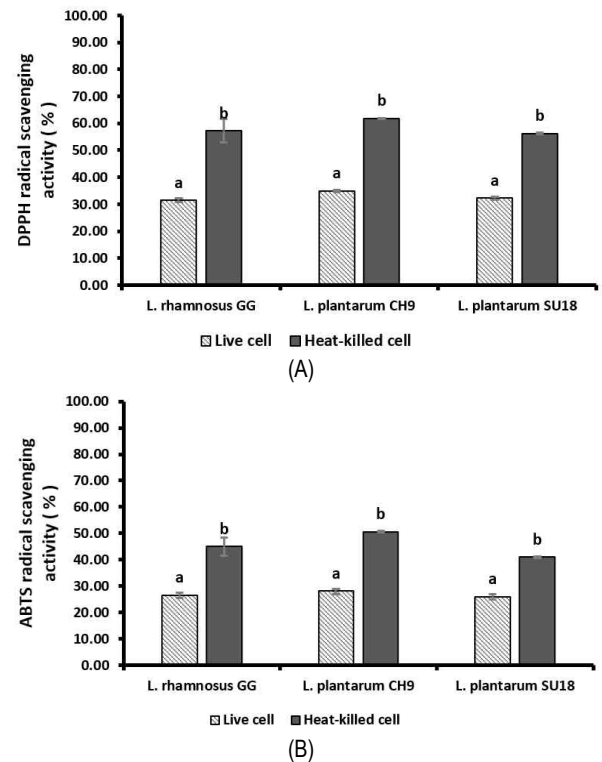 100.00
90.00
80.00
70.00
60.00
50.00
40.00
30.00
20.00
10.00
0.00
DPPH radical scavenging
activity ( % )
b
b
b
a
a
a
L. rhamnosus GG L. plantarum CH9 L. plantarum SU18
Live cell Heat-killed cell
(A)
100.00
90.00
80.00
70.00
60.00
50.00
40.00
30.00
20.00
10.00
0.00
ABTS radical scavenging
activity ( % )
b
b
b
a
a
a
L. rhamnosus GG L. plantarum CH9 L. plantarum SU18
Live cell Heat-killed cell
(B)